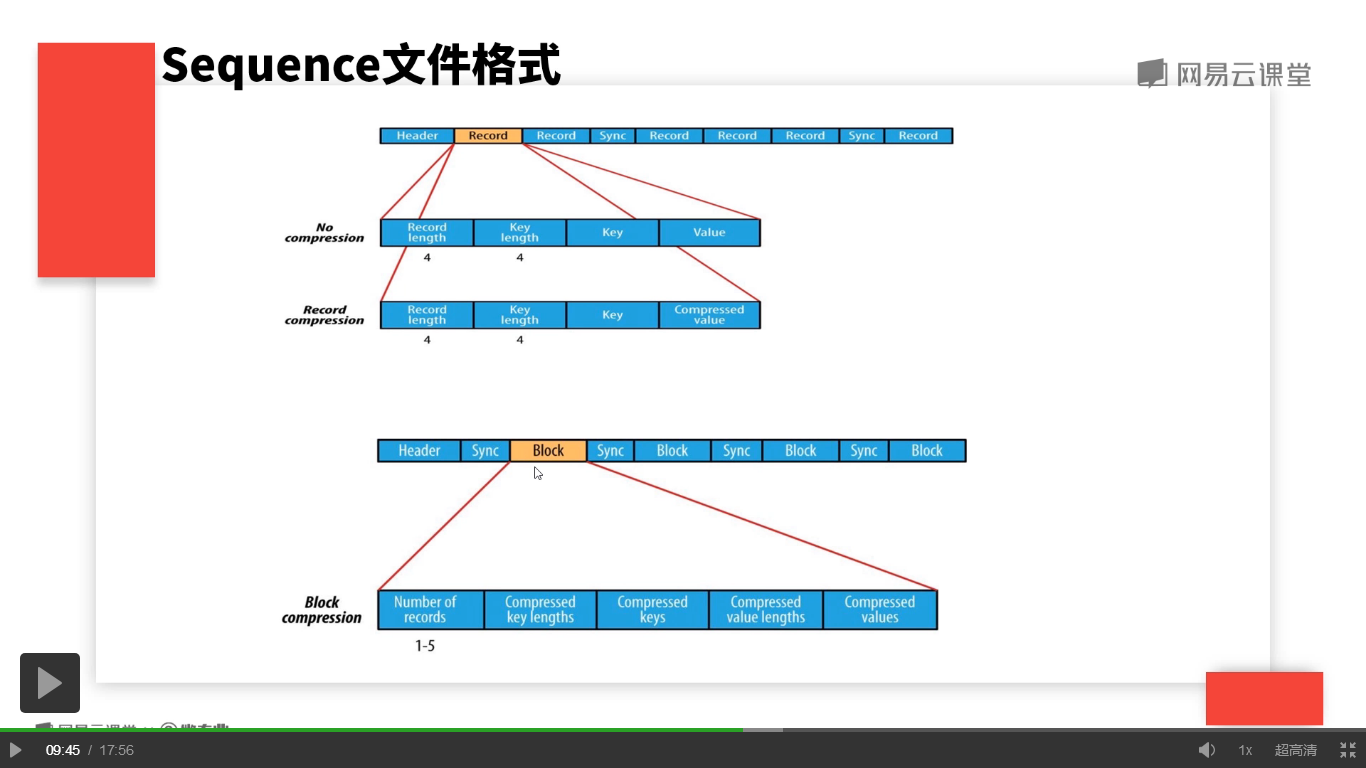 Sequence文件格式
网易云课堂
Header Record Record Sync Record Record Record Sync Record
No compression
Record length Key length Key Value
4 4
Record compression
Record length Key length Key Compressed value
4 4
Header Sync Block Sync Block Sync Block Sync Block
Block compression
Number of records Compressed key lengths Compressed keys Compressed value lengths Compressed values
1-5
09:45 / 17:56 1x 超高清